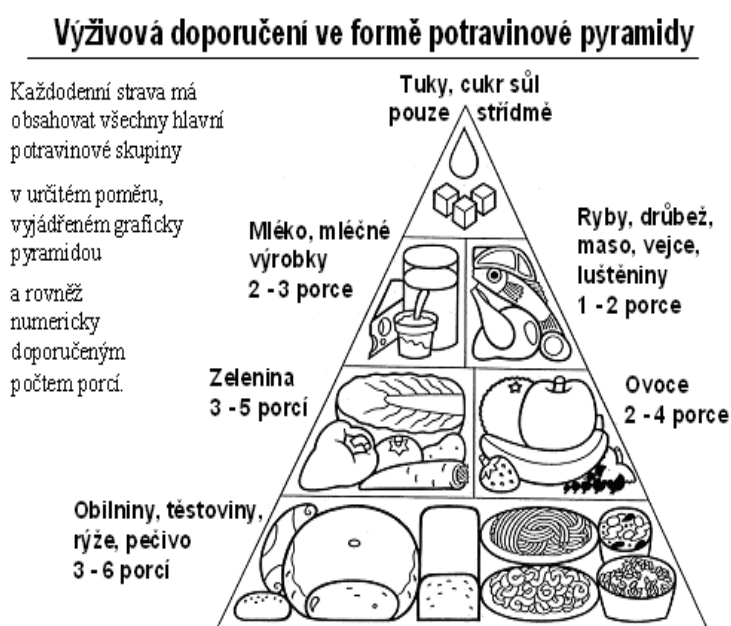 Výživová doporučení ve formě potravinové pyramidy
Každodenní strava má
obsahovat všechny hlavní
potravinové skupiny
v určitém poměru,
vyjádřeném graficky
pyramidou
a rovněž
numericky
doporučeným
počtem porcí.
Tuky, cukr sůl
pouze střídmě
Mléko, mléčné
výrobky
2 - 3 porce
Ryby, drůbež,
maso, vejce,
luštěniny
1 - 2 porce
Zelenina
3 - 5 porcí
Ovoce
2 - 4 porce
Obilniny, těstoviny,
rýže, pečivo
3 - 6 porcí